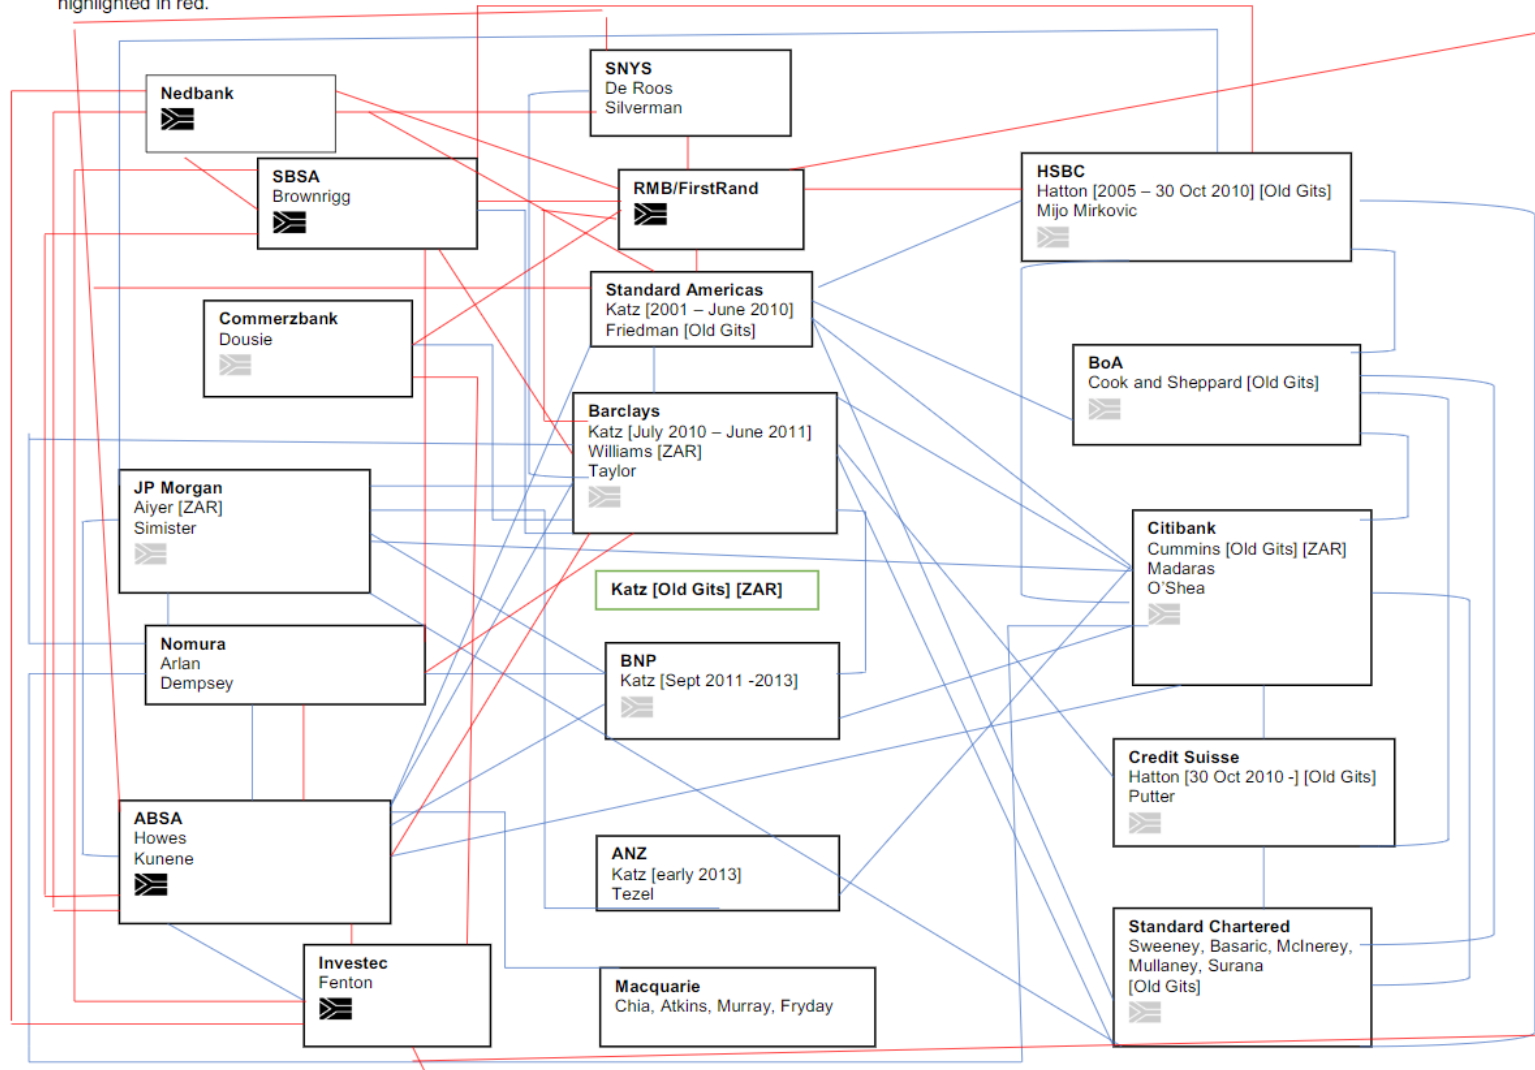 highlighted in red.
Nedbank
SNYS
De Roos
Silverman
SBSA
Brownrigg
RMB/FirstRand
HSBC
Hatton [2005 – 30 Oct 2010] [Old Gits]
Mijo Mirkovic
Standard Americas
Katz [2001 – June 2010]
Friedman [Old Gits]
Commerzbank
Dousie
BoA
Cook and Sheppard [Old Gits]
Barclays
Katz [July 2010 – June 2011]
Williams [ZAR]
Taylor
JP Morgan
Aiyer [ZAR]
Simister
Citibank
Cummins [Old Gits] [ZAR]
Madaras
O'Shea
Katz [Old Gits] [ZAR]
Nomura
Arlan
Dempsey
BNP
Katz [Sept 2011 -2013]
Credit Suisse
Hatton [30 Oct 2010 -] [Old Gits]
Putter
ABSA
Howes
Kunene
ANZ
Katz [early 2013]
Tezel
Standard Chartered
Sweeney, Basaric, McInerey,
Mullaney, Surana
[Old Gits]
Investec
Fenton
Macquarie
Chia, Atkins, Murray, Fryday